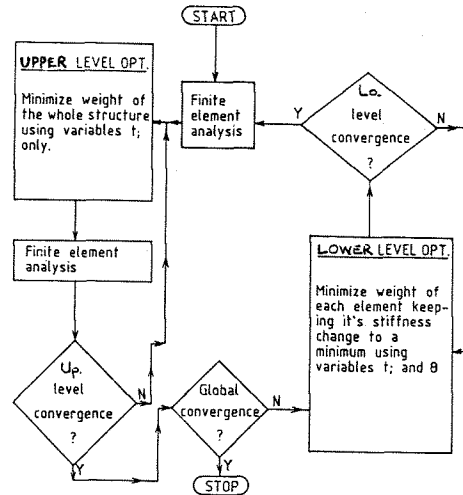 START
UPPER LEVEL OPT.
Minimize weight of
the whole structure
using variables t;
only.
Finite
element
analysis
Lo.
level
convergence
?
Y
N
Finite element
analysis
LOWER LEVEL OPT.
Minimize weight of
each element keep-
ing it's stiffness
change to a
minimum using
variables t; and θ
Up.
level
convergence
?
N
Y
Global
convergence
?
N
Y
STOP